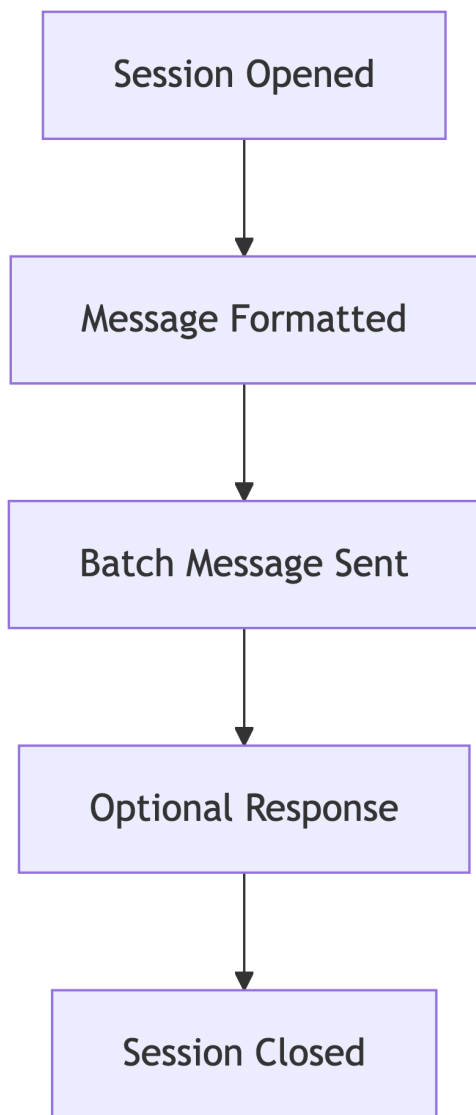 Session Opened
Message Formatted
Batch Message Sent
Optional Response
Session Closed